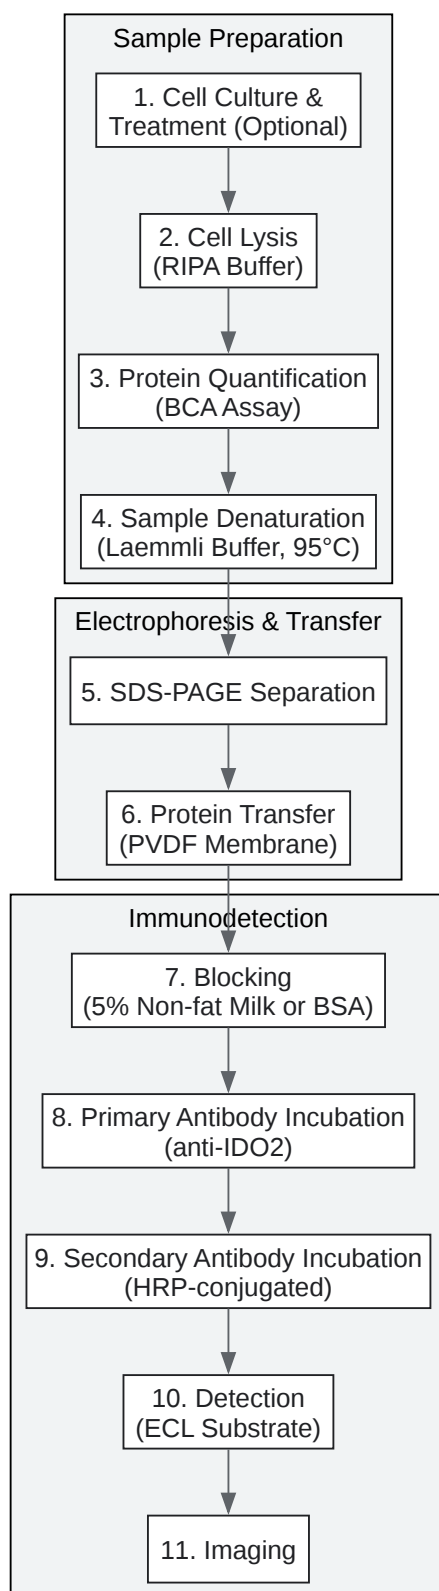 Sample Preparation
1. Cell Culture &
Treatment (Optional)
2. Cell Lysis
(RIPA Buffer)
3. Protein Quantification
(BCA Assay)
4. Sample Denaturation
(Laemmli Buffer, 95°C)
Electrophoresis & Transfer
5. SDS-PAGE Separation
6. Protein Transfer
(PVDF Membrane)
Immunodetection
7. Blocking
(5% Non-fat Milk or BSA)
8. Primary Antibody Incubation
(anti-IDO2)
9. Secondary Antibody Incubation
(HRP-conjugated)
10. Detection
(ECL Substrate)
11. Imaging